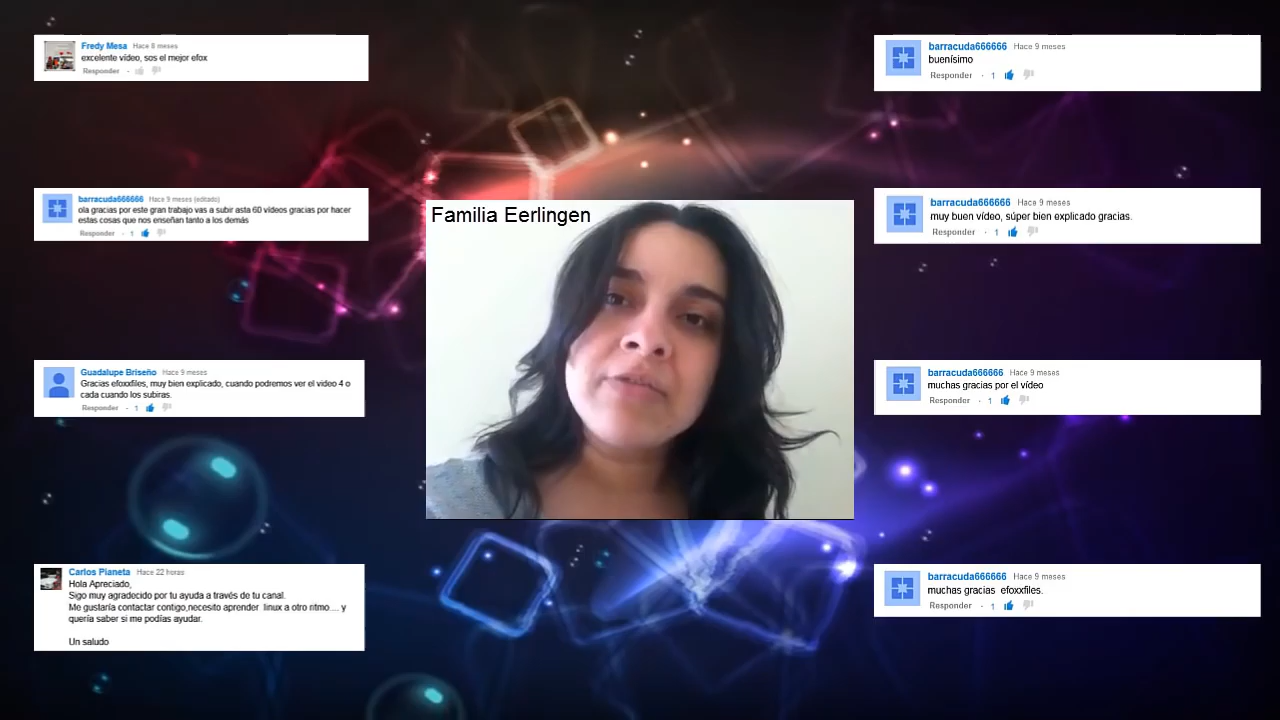 Fredy Mesa Hace 8 meses
excelente vídeo, sos el mejor efox
Responder ·
barracuda666666 Hace 9 meses (editado)
ola gracias por este gran trabajo vas a subir asta 60 vídeos gracias por hacer
estas cosas que nos enseñan tanto a los demás
Responder · 1
Guadalupe Briseño Hace 9 meses
Gracias efoxxfiles, muy bien explicado, cuando podremos ver el video 4 o
cada cuando los subiras.
Responder · 1
Carlos Pianeta Hace 22 horas
Hola Apreciado,
Sigo muy agradecido por tu ayuda a través de tu canal.
Me gustaría contactar contigo,necesito aprender linux a otro ritmo.... y
quería saber si me podías ayudar.
Un saludo
Familia Eerlingen
barracuda666666 Hace 9 meses
buenísimo
Responder · 1
barracuda666666 Hace 9 meses
muy buen vídeo, súper bien explicado gracias.
Responder · 1
barracuda666666 Hace 9 meses
muchas gracias por el vídeo
Responder · 1
barracuda666666 Hace 9 meses
muchas gracias efoxxfiles.
Responder · 1